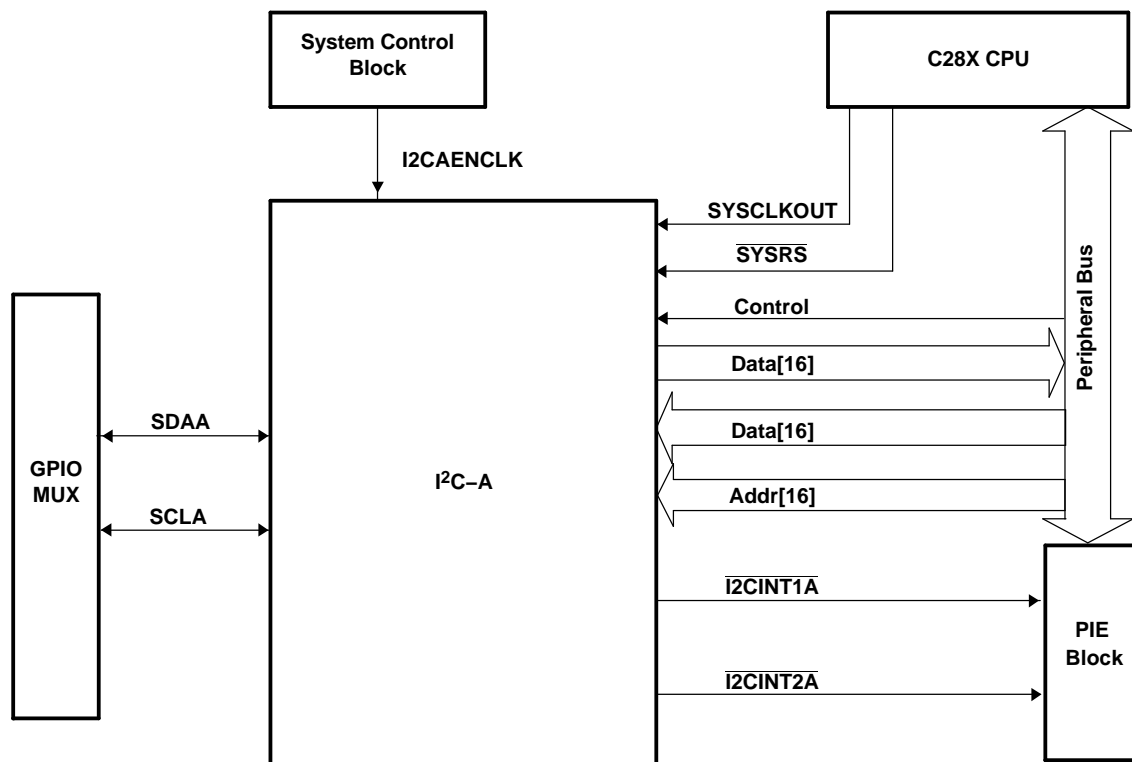 System Control
Block
C28X CPU
I2CAENCLK
SYSCLKOUT
SYSRS
Control
Data[16]
Data[16]
Addr[16]
Peripheral Bus
SDAA
SCLA
GPIO
MUX
I²C–A
I2CINT1A
I2CINT2A
PIE
Block